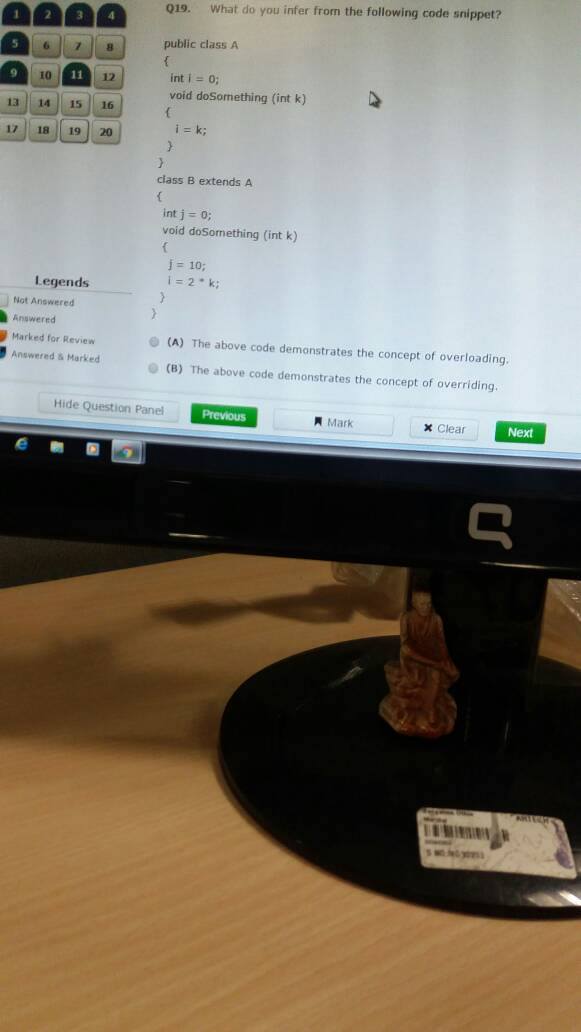 1 2 3 4
5 6 7 8
9 10 11 12
13 14 15 16
17 18 19 20
Legends
Not Answered
Answered
Marked for Review
Answered & Marked
Q19. What do you infer from the following code snippet?
public class A
{
int i = 0;
void doSomething (int k)
{
i = k;
}
}
class B extends A
{
int j = 0;
void doSomething (int k)
{
j = 10;
i = 2 * k;
}
}
(A) The above code demonstrates the concept of overloading.
(B) The above code demonstrates the concept of overriding.
Hide Question Panel Previous Mark Clear Next